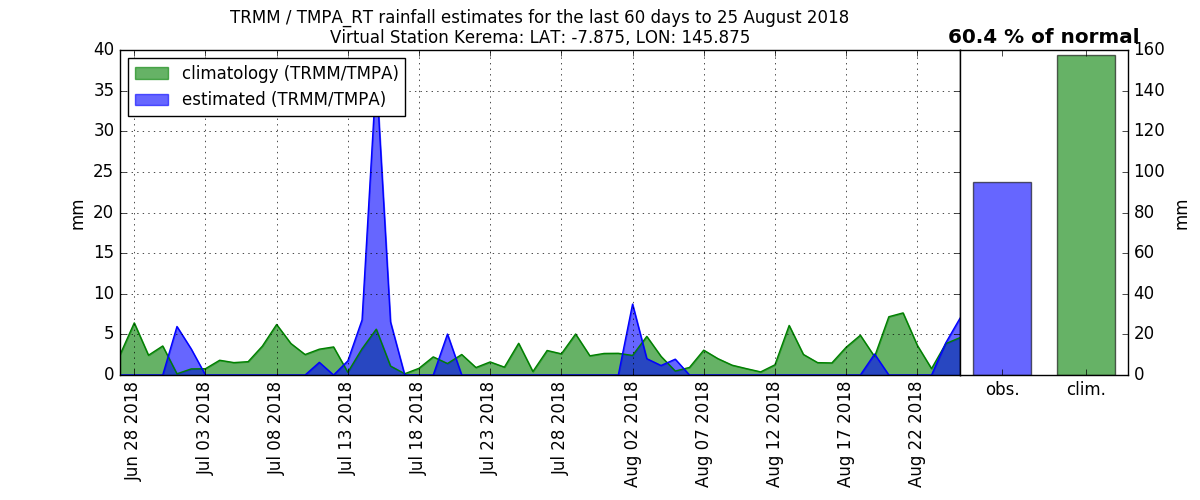 TRMM / TMPA_RT rainfall estimates for the last 60 days to 25 August 2018
Virtual Station Kerema: LAT: -7.875, LON: 145.875
60.4 % of normal
climatology (TRMM/TMPA)
estimated (TRMM/TMPA)
40
35
30
25
20
15
10
5
0
mm
Jun 28 2018
Jul 03 2018
Jul 08 2018
Jul 13 2018
Jul 18 2018
Jul 23 2018
Jul 28 2018
Aug 02 2018
Aug 07 2018
Aug 12 2018
Aug 17 2018
Aug 22 2018
160
140
120
100
80
60
40
20
0
mm
obs.
clim.